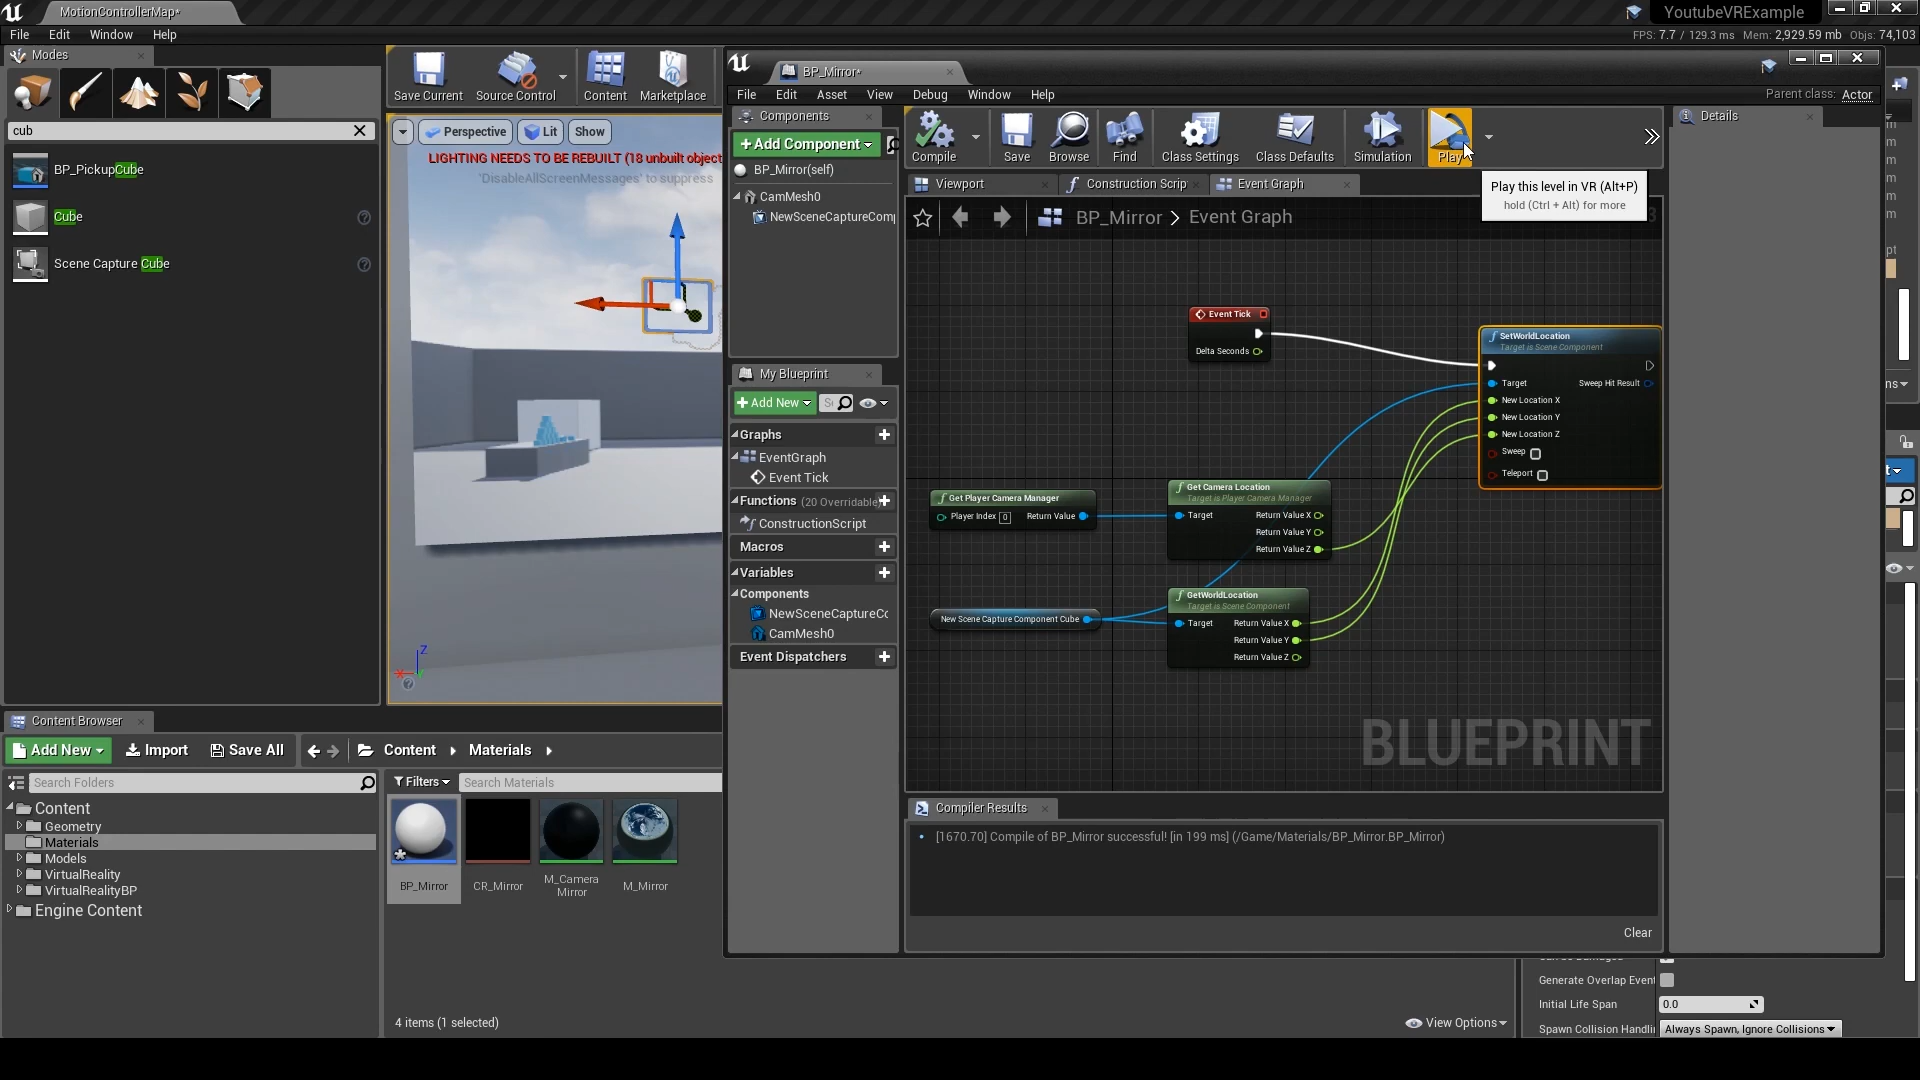 MotionControllerMap*
YoutubeVRExample
File Edit Window Help
FPS: 7.7 / 129.3 ms Mem: 2,929.59 mb Objs: 74,103
Modes
cub
BP_PickupCube
Cube
Scene Capture Cube
Save Current
Source Control
Content
Marketplace
Perspective
Lit
Show
LIGHTING NEEDS TO BE REBUILT (18 unbuilt object
'DisableAllScreenMessages' to suppress
Z
BP_Mirror*
File Edit Asset View Debug Window Help
Parent class: Actor
Components
+Add Component
BP_Mirror(self)
CamMesh0
NewSceneCaptureComp
Compile
Save
Browse
Find
Class Settings
Class Defaults
Simulation
Play
Details
Play this level in VR (Alt+P)
hold (Ctrl + Alt) for more
Viewport
Construction Scrip
Event Graph
BP_Mirror > Event Graph
My Blueprint
+Add New
Graphs
EventGraph
Event Tick
Functions (20 Overridable)
ConstructionScript
Macros
Variables
Components
NewSceneCaptureCc
CamMesh0
Event Dispatchers
Event Tick
Delta Seconds
SetWorldLocation
Target is Scene Component
Target
Sweep Hit Result
New Location X
New Location Y
New Location Z
Sweep
Teleport
Get Player Camera Manager
Player Index 0 Return Value
Get Camera Location
Target is Player Camera Manager
Target
Return Value X
Return Value Y
Return Value Z
New Scene Capture Component Cube
GetWorldLocation
Target is Scene Component
Target
Return Value X
Return Value Y
Return Value Z
BLUEPRINT
Compiler Results
[1670.70] Compile of BP_Mirror successful! [in 199 ms] (/Game/Materials/BP_Mirror.BP_Mirror)
Clear
Content Browser
Add New
Import
Save All
Content
Materials
Search Folders
Filters
Search Materials
Content
Geometry
Materials
Models
VirtualReality
VirtualRealityBP
Engine Content
BP_Mirror
CR_Mirror
M_Camera
Mirror
M_Mirror
4 items (1 selected)
View Options
Generate Overlap Event
Initial Life Span
0.0
Spawn Collision Handli
Always Spawn, Ignore Collisions